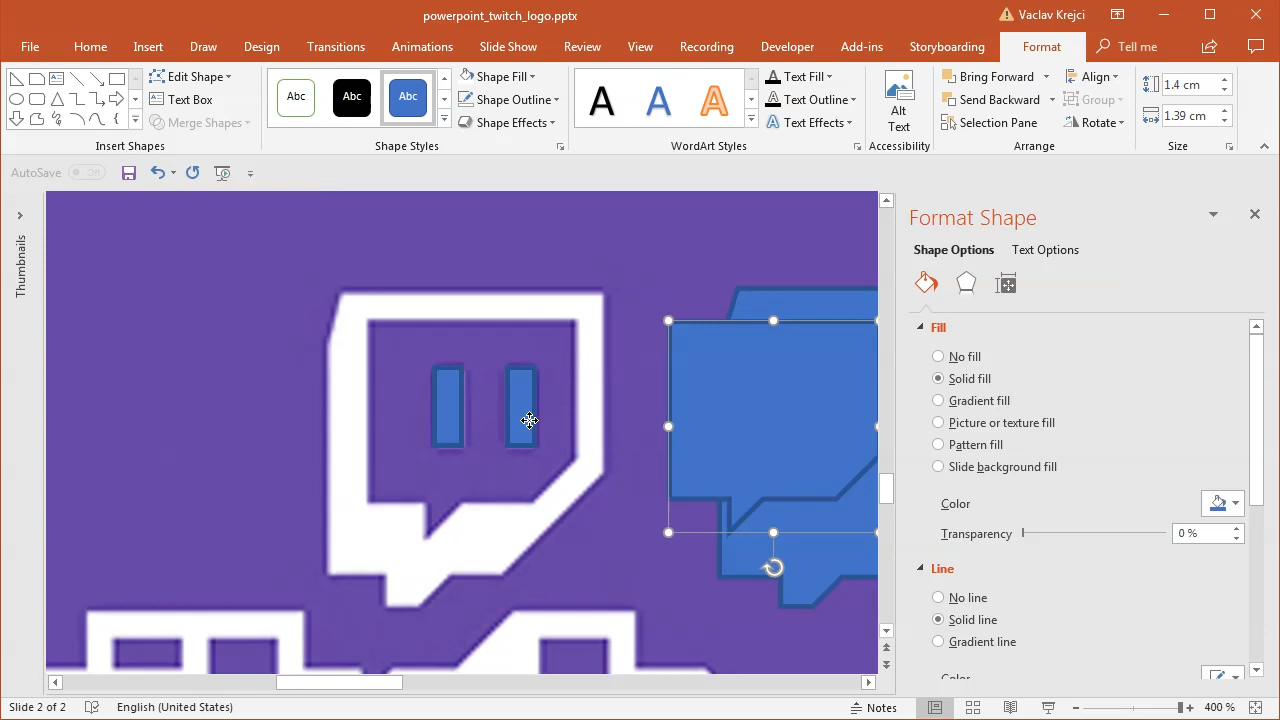 powerpoint_twitch_logo.pptx
Vaclav Krejci
File Home Insert Draw Design Transitions Animations Slide Show Review View Recording Developer Add-ins Storyboarding Format Tell me
Edit Shape
Merge Shapes
Insert Shapes
Abc Abc Abc
Shape Fill
Shape Outline
Shape Effects
Shape Styles
A A A
Text Fill
Text Outline
Text Effects
WordArt Styles
Alt
Text
Accessibility
Bring Forward
Send Backward
Selection Pane
Align
Group
Rotate
Arrange
1.4 cm
1.39 cm
Size
AutoSave Off
Thumbnails
Format Shape
Shape Options Text Options
Fill
No fill
Solid fill
Gradient fill
Picture or texture fill
Pattern fill
Slide background fill
Color
Transparency 0 %
Line
No line
Solid line
Gradient line
Slide 2 of 2 English (United States) Notes 400 %